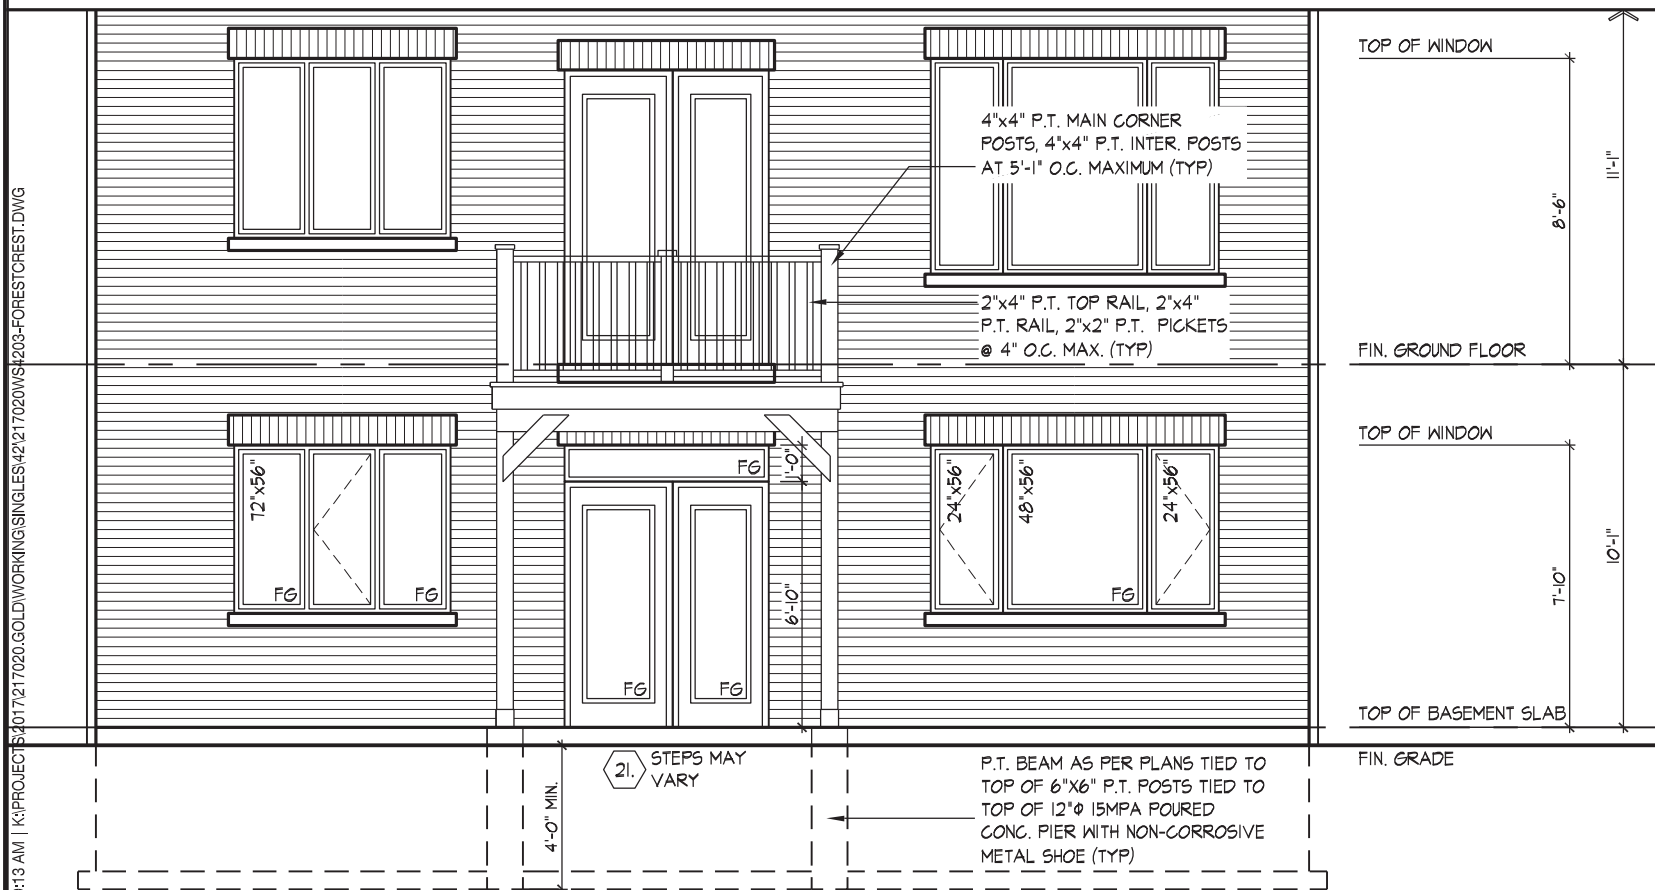 TOP OF WINDOW
4"x4" P.T. MAIN CORNER
POSTS, 4"x4" P.T. INTER. POSTS
AT 5'-1" O.C. MAXIMUM (TYP)
11'-1"
8'-6"
2"x4" P.T. TOP RAIL, 2"x4"
P.T. RAIL, 2"x2" P.T. PICKETS
@ 4" O.C. MAX. (TYP)
FIN. GROUND FLOOR
TOP OF WINDOW
72"x56"
FG
FG
FG
1'-0"
24"x56"
48"x56"
24"x56"
FG
6'-10"
FG
FG
10'-1"
7'-10"
TOP OF BASEMENT SLAB
FIN. GRADE
21.
STEPS MAY
VARY
4'-0" MIN.
P.T. BEAM AS PER PLANS TIED TO
TOP OF 6"X6" P.T. POSTS TIED TO
TOP OF 12"Φ 15MPA POURED
CONC. PIER WITH NON-CORROSIVE
METAL SHOE (TYP)
:13 AM | K:\PROJECTS\2017\217020.GOLD\WORKING\SINGLES\42\217020WS4203-FORESTCREST.DWG